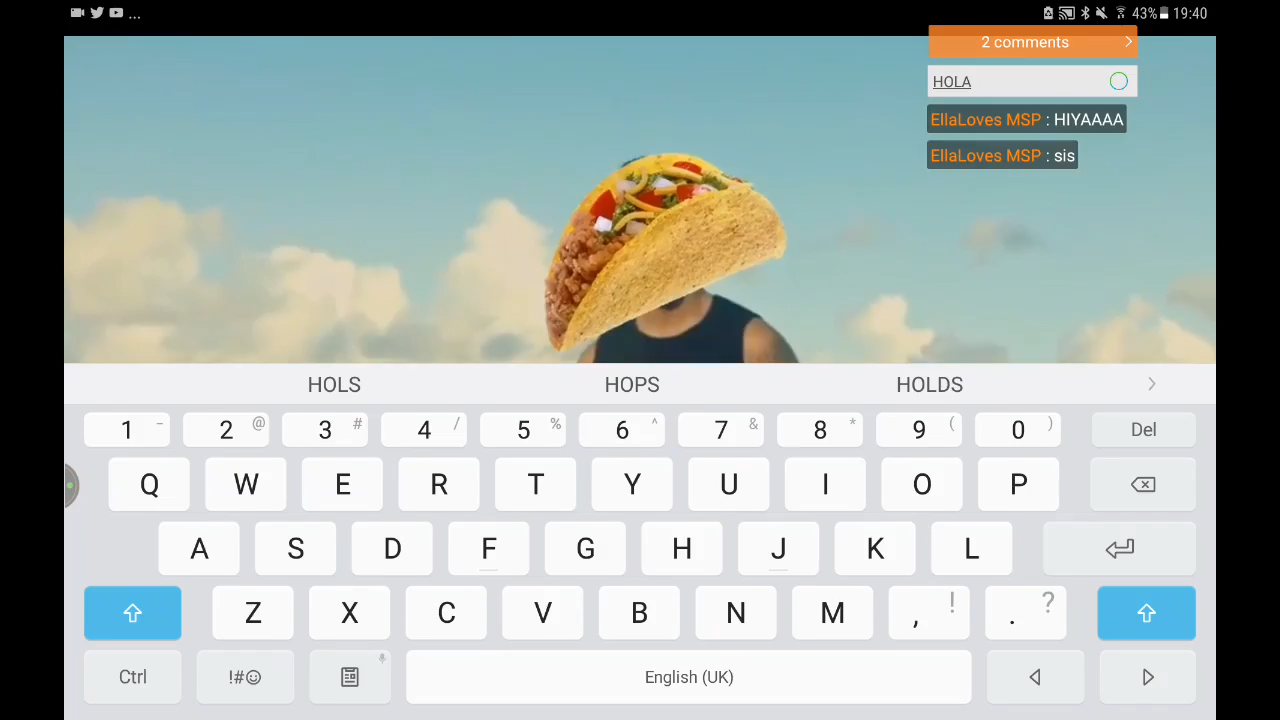 ... 43% 19:40
2 comments
HOLA
EllaLoves MSP : HIYAAAA
EllaLoves MSP : sis
HOLS HOPS HOLDS
1 - 2 @ 3 # 4 / 5 % 6 ^ 7 & 8 * 9 ( 0 ) Del
Q W E R T Y U I O P
A S D F G H J K L
Z X C V B N M , ! . ?
Ctrl !#☺ English (UK)